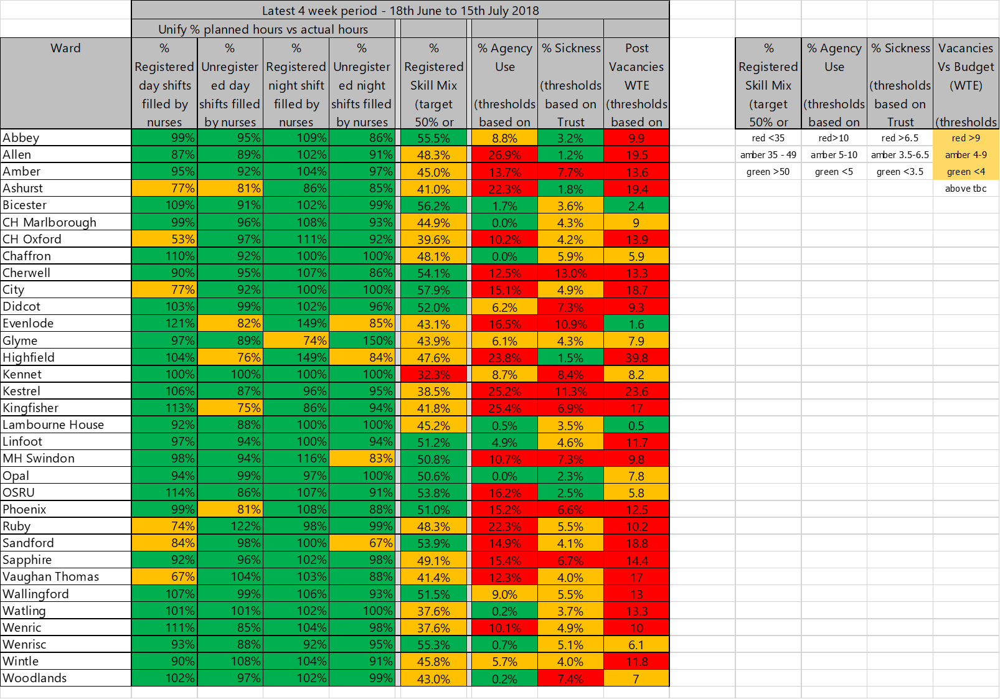 Latest 4 week period - 18th June to 15th July 2018
Unify % planned hours vs actual hours
Ward % % % % % % Agency % Sickness Post % % Agency % Sickness Vacancies
Registered Unregister Registered Unregister Registered Use Vacancies Registered Use Vs Budget
day shifts ed day night shift ed night Skill Mix (thresholds WTE Skill Mix (thresholds (WTE)
filled by shifts filled filled by shifts filled (target (thresholds based on (thresholds (target (thresholds based on
nurses by nurses nurses by nurses 50% or based on Trust based on 50% or based on Trust (thresholds
Abbey 99% 95% 109% 86% 55.5% 8.8% 3.2% 9.9 red <35 red>10 red >6.5 red >9
Allen 87% 89% 102% 91% 48.3% 26.9% 1.2% 19.5 amber 35 - 49 amber 5-10 amber 3.5-6.5 amber 4-9
Amber 95% 92% 104% 97% 45.0% 13.7% 7.7% 13.6 green >50 green <5 green <3.5 green <4
Ashurst 77% 81% 86% 85% 41.0% 22.3% 1.8% 19.4 above tbc
Bicester 109% 91% 102% 99% 56.2% 1.7% 3.6% 2.4
CH Marlborough 99% 96% 108% 93% 44.9% 0.0% 4.3% 9
CH Oxford 53% 97% 111% 92% 39.6% 10.2% 4.2% 13.9
Chaffron 110% 92% 100% 100% 48.1% 0.0% 5.9% 5.9
Cherwell 90% 95% 107% 86% 54.1% 12.5% 13.0% 13.3
City 77% 92% 100% 100% 57.9% 15.1% 4.9% 18.7
Didcot 103% 99% 102% 96% 52.0% 6.2% 7.3% 9.3
Evenlode 121% 82% 149% 85% 43.1% 16.5% 10.9% 1.6
Glyme 97% 89% 74% 150% 43.9% 6.1% 4.3% 7.9
Highfield 104% 76% 149% 84% 47.6% 23.8% 1.5% 39.8
Kennet 100% 100% 100% 100% 32.3% 8.7% 8.4% 8.2
Kestrel 106% 87% 96% 95% 38.5% 25.2% 11.3% 23.6
Kingfisher 113% 75% 86% 94% 41.8% 25.4% 6.9% 17
Lambourne House 92% 88% 100% 100% 45.2% 0.5% 3.5% 0.5
Linfoot 97% 94% 100% 94% 51.2% 4.9% 4.6% 11.7
MH Swindon 98% 94% 116% 83% 50.8% 10.7% 7.3% 9.8
Opal 94% 99% 97% 100% 50.6% 0.0% 2.3% 7.8
OSRU 114% 86% 107% 91% 53.8% 16.2% 2.5% 5.8
Phoenix 99% 81% 108% 88% 51.0% 15.2% 6.6% 12.5
Ruby 74% 122% 98% 99% 48.3% 22.3% 5.5% 10.2
Sandford 84% 98% 100% 67% 53.9% 14.9% 4.1% 18.8
Sapphire 92% 96% 102% 98% 49.1% 15.4% 6.7% 14.4
Vaughan Thomas 67% 104% 103% 88% 41.4% 12.3% 4.0% 17
Wallingford 107% 99% 106% 93% 51.5% 9.0% 5.5% 13
Watling 101% 101% 102% 100% 37.6% 0.2% 3.7% 13.3
Wenric 111% 85% 104% 98% 37.6% 10.1% 4.9% 10
Wenrisc 93% 88% 92% 95% 55.3% 0.7% 5.1% 6.1
Wintle 90% 108% 104% 91% 45.8% 5.7% 4.0% 11.8
Woodlands 102% 97% 102% 99% 43.0% 0.2% 7.4% 7